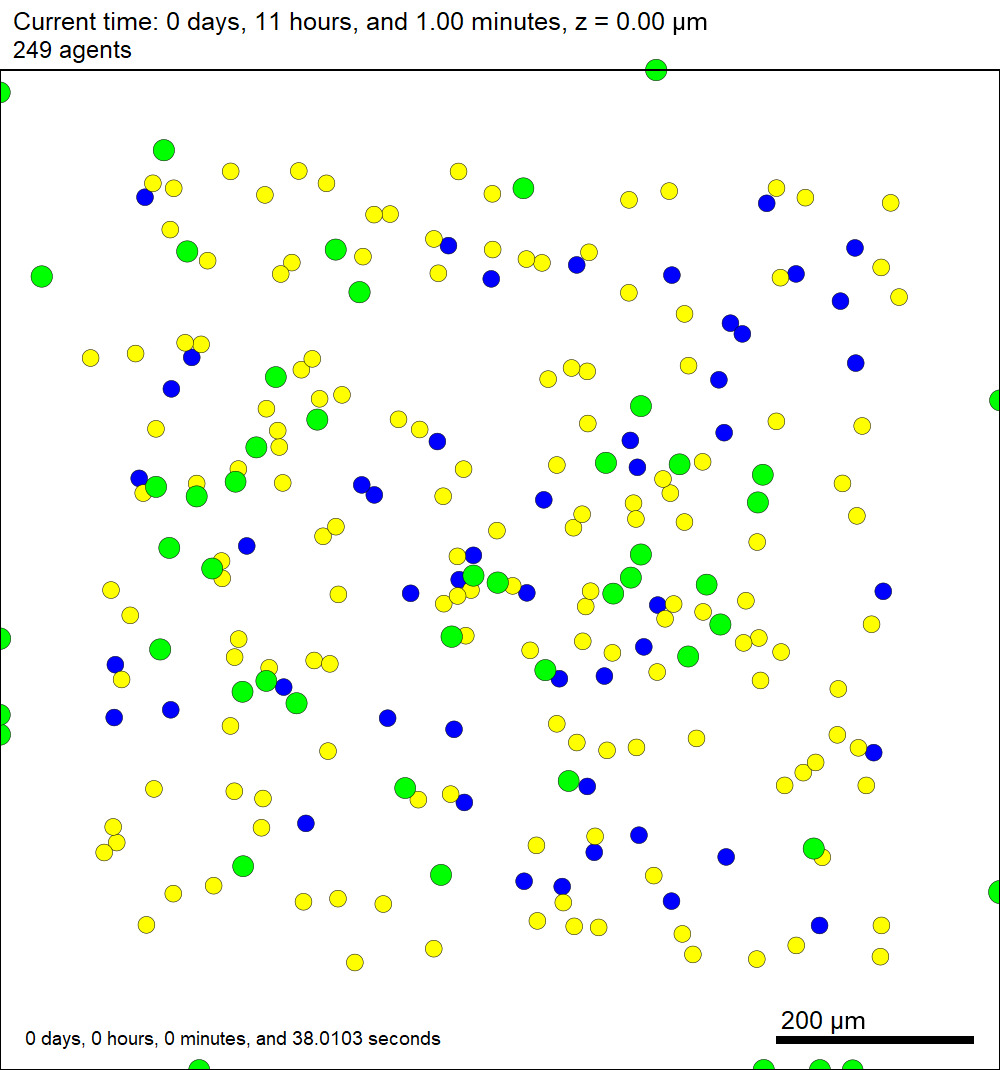 Current time: 0 days, 11 hours, and 1.00 minutes, z = 0.00 μm
249 agents
200 μm
0 days, 0 hours, 0 minutes, and 38.0103 seconds